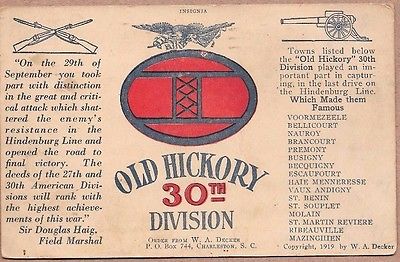 INSIGNIA
"On the 29th of
September you took
part with distinction
in the great and criti-
cal attack which shat-
tered the enemy's
resistance in the
Hindenburg Line and
opened the road to
final victory. The
deeds of the 27th and
30th American Divi-
sions will rank with
the highest achieve-
ments of this war."
Sir Douglas Haig,
Field Marshal
OLD HICKORY
30TH
DIVISION
ORDER FROM W. A. DECKER
P. O. BOX 744, CHARLESTON, S. C.
Towns listed below
the "Old Hickory" 30th
Division played an im-
portant part in captur-
ing, in the last drive on
the Hindenburg Line.
Which Made them
Famous
VOORMEZEELE
BELLICOURT
NAUROY
BRANCOURT
PREMONT
BUSIGNY
BECQUIGNY
ESCAUFOURT
HAIE MENNERESSE
VAUX ANDIGNY
ST. BENIN
ST. SOUPLET
MOLAIN
ST. MARTIN REVIERE
RIBEAUVILLE
MAZINGHIEN
Copyright, 1919 by W. A. Decker